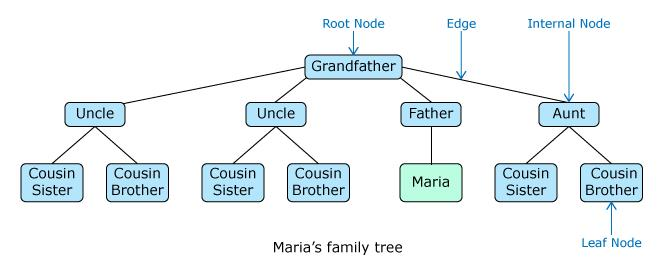 Root Node
Edge
Internal Node
Grandfather
Uncle
Uncle
Father
Aunt
Cousin
Sister
Cousin
Brother
Cousin
Sister
Cousin
Brother
Maria
Cousin
Sister
Cousin
Brother
Leaf Node
Maria's family tree